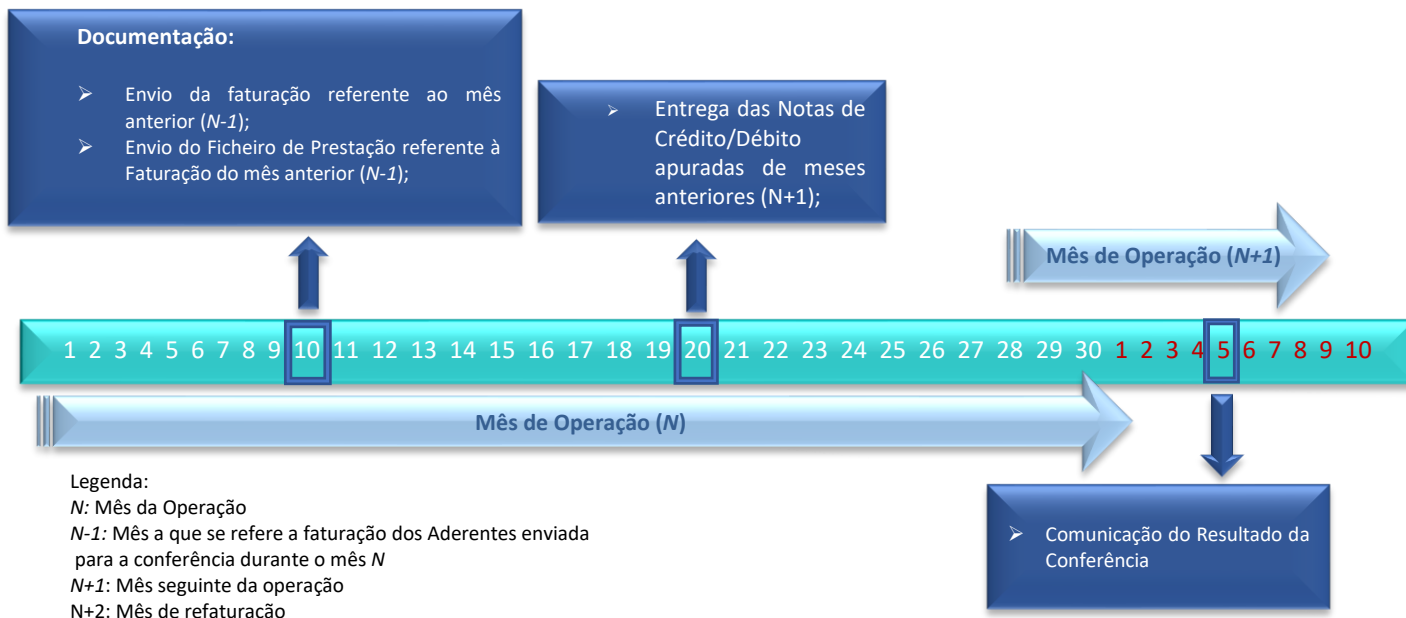 Documentação:
➢ Envio da faturação referente ao mês
anterior (N-1);
➢ Envio do Ficheiro de Prestação referente à
Faturação do mês anterior (N-1);
➢ Entrega das Notas de
Crédito/Débito
apuradas de meses
anteriores (N+1);
Mês de Operação (N+1)
1 2 3 4 5 6 7 8 9 10 11 12 13 14 15 16 17 18 19 20 21 22 23 24 25 26 27 28 29 30 1 2 3 4 5 6 7 8 9 10
Mês de Operação (N)
Legenda:
N: Mês da Operação
N-1: Mês a que se refere a faturação dos Aderentes enviada
para a conferência durante o mês N
N+1: Mês seguinte da operação
N+2: Mês de refaturação
➢ Comunicação do Resultado da
Conferência